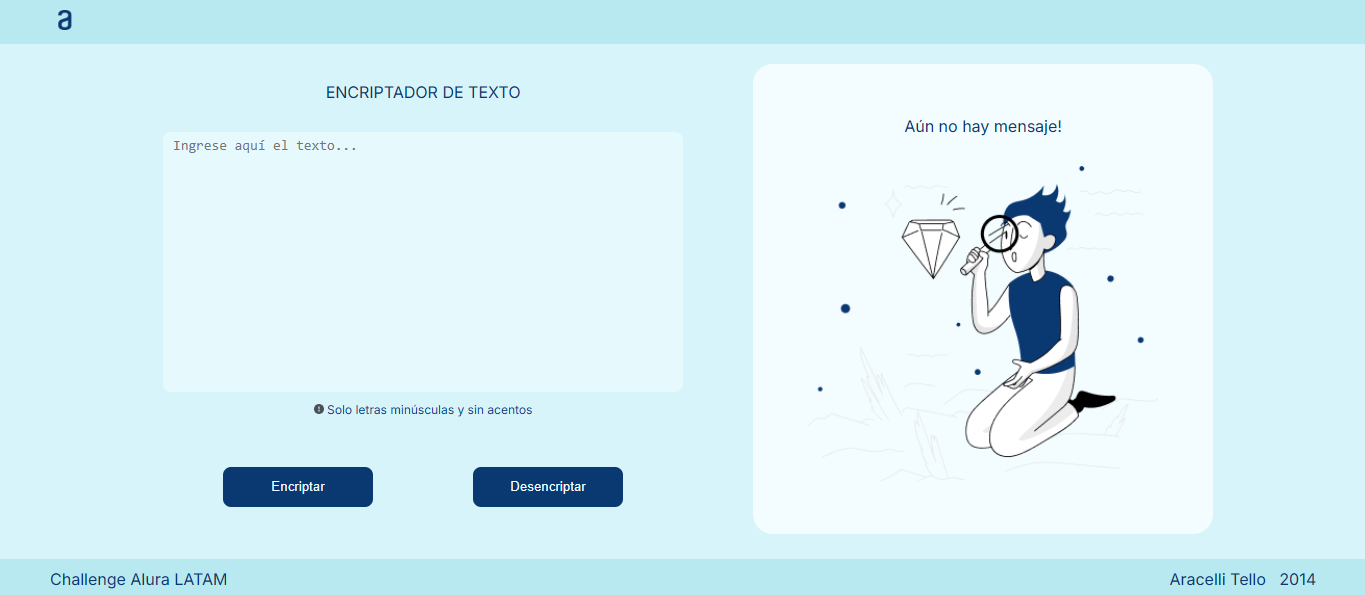 a
ENCRIPTADOR DE TEXTO
Ingrese aquí el texto...
Solo letras minúsculas y sin acentos
Encriptar
Desencriptar
Aún no hay mensaje!
Challenge Alura LATAM
Aracelli Tello 2014